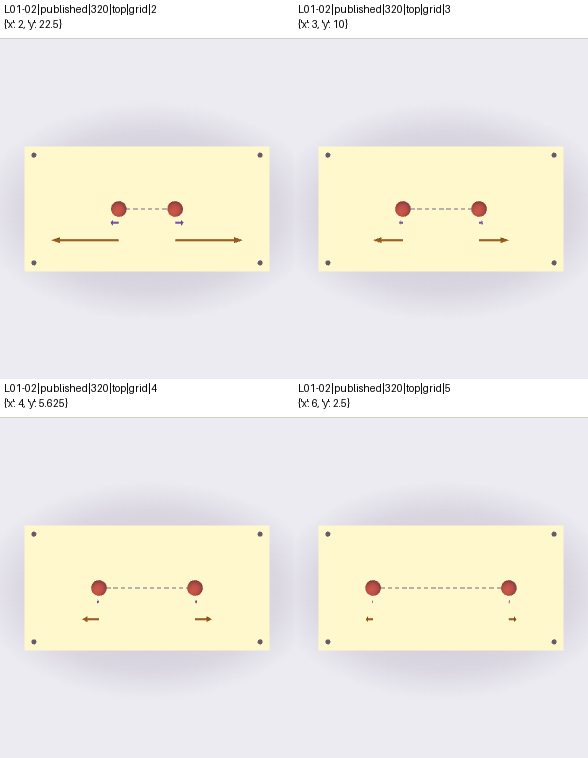 L01-02|published|320|top|grid|2
{'x': 2, 'y': 22.5}
L01-02|published|320|top|grid|3
{'x': 3, 'y': 10}
L01-02|published|320|top|grid|4
{'x': 4, 'y': 5.625}
L01-02|published|320|top|grid|5
{'x': 6, 'y': 2.5}